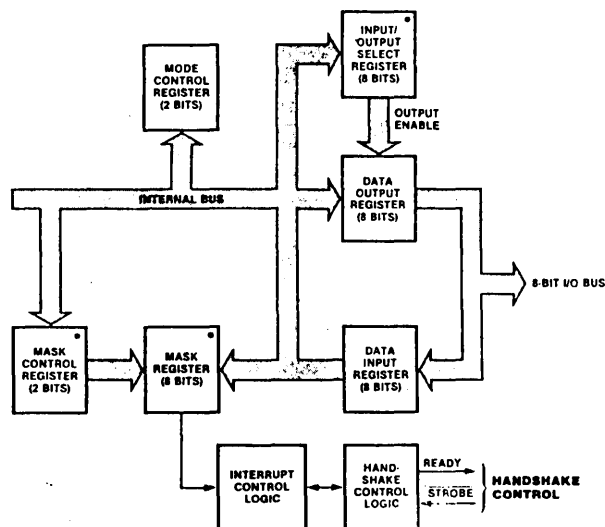 INPUT/
OUTPUT
SELECT
REGISTER
(8 BITS)
MODE
CONTROL
REGISTER
(2 BITS)
OUTPUT
ENABLE
DATA
OUTPUT
REGISTER
(8 BITS)
INTERNAL BUS
8-BIT I/O BUS
MASK
CONTROL
REGISTER
(2 BITS)
MASK
REGISTER
(8 BITS)
DATA
INPUT
REGISTER
(8 BITS)
INTERRUPT
CONTROL
LOGIC
HAND-
SHAKE
CONTROL
LOGIC
READY
STROBE
HANDSHAKE
CONTROL